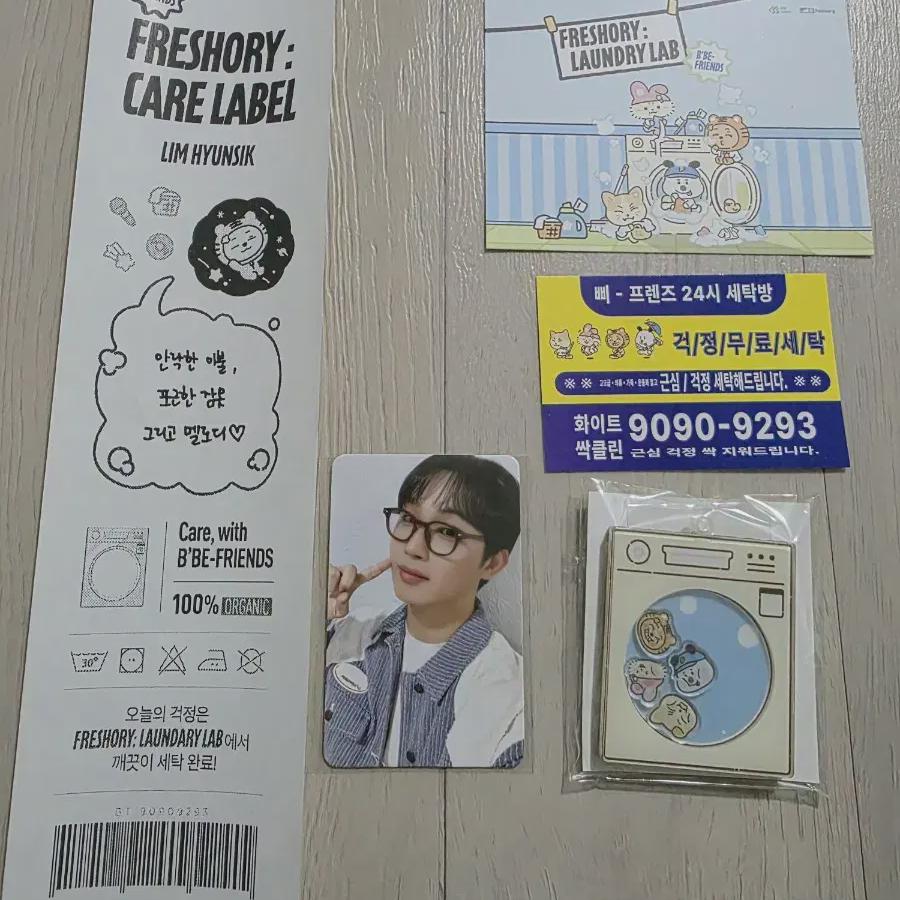 FRESHORY:
CARE LABEL
LIM HYUNSIK
안락한 이불,
포근한 잠옷
그리고 멜로디♡
Care, with
B'BE-FRIENDS
100% ORGANIC
30°
오늘의 걱정은
FRESHORY: LAUNDARY LAB에서
깨끗이 세탁 완료!
BT 90909293
FRESHORY:
LAUNDRY LAB
B'BE-
FRIENDS
삐 - 프렌즈 24시 세탁방
걱/정/무/료/세/탁
※ ※ 근심 / 걱정 세탁해드립니다. ※ ※
화이트
싹클린
9090-9293
근심 걱정 싹 지워드립니다.